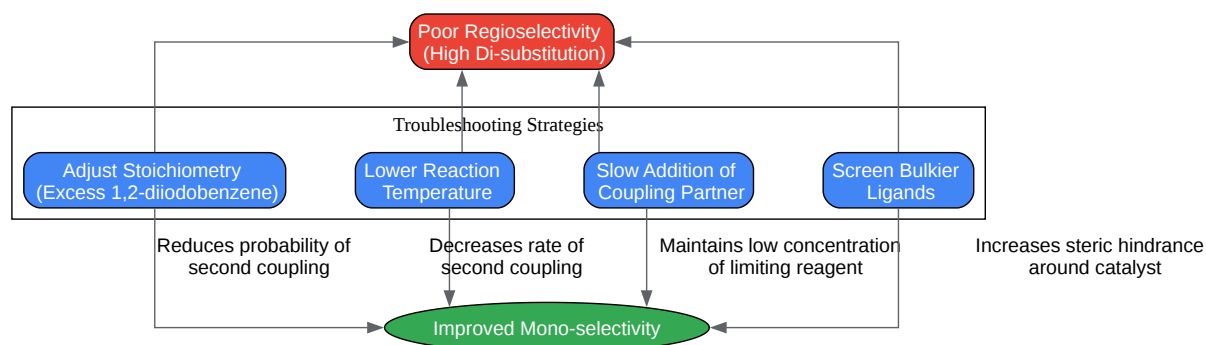 Poor Regioselectivity
(High Di-substitution)
Troubleshooting Strategies
Adjust Stoichiometry
(Excess 1,2-diiodobenzene)
Lower Reaction
Temperature
Slow Addition of
Coupling Partner
Screen Bulkier
Ligands
Reduces probability of
second coupling
Decreases rate of
second coupling
Maintains low concentration
of limiting reagent
Increases steric hindrance
around catalyst
Improved Mono-selectivity